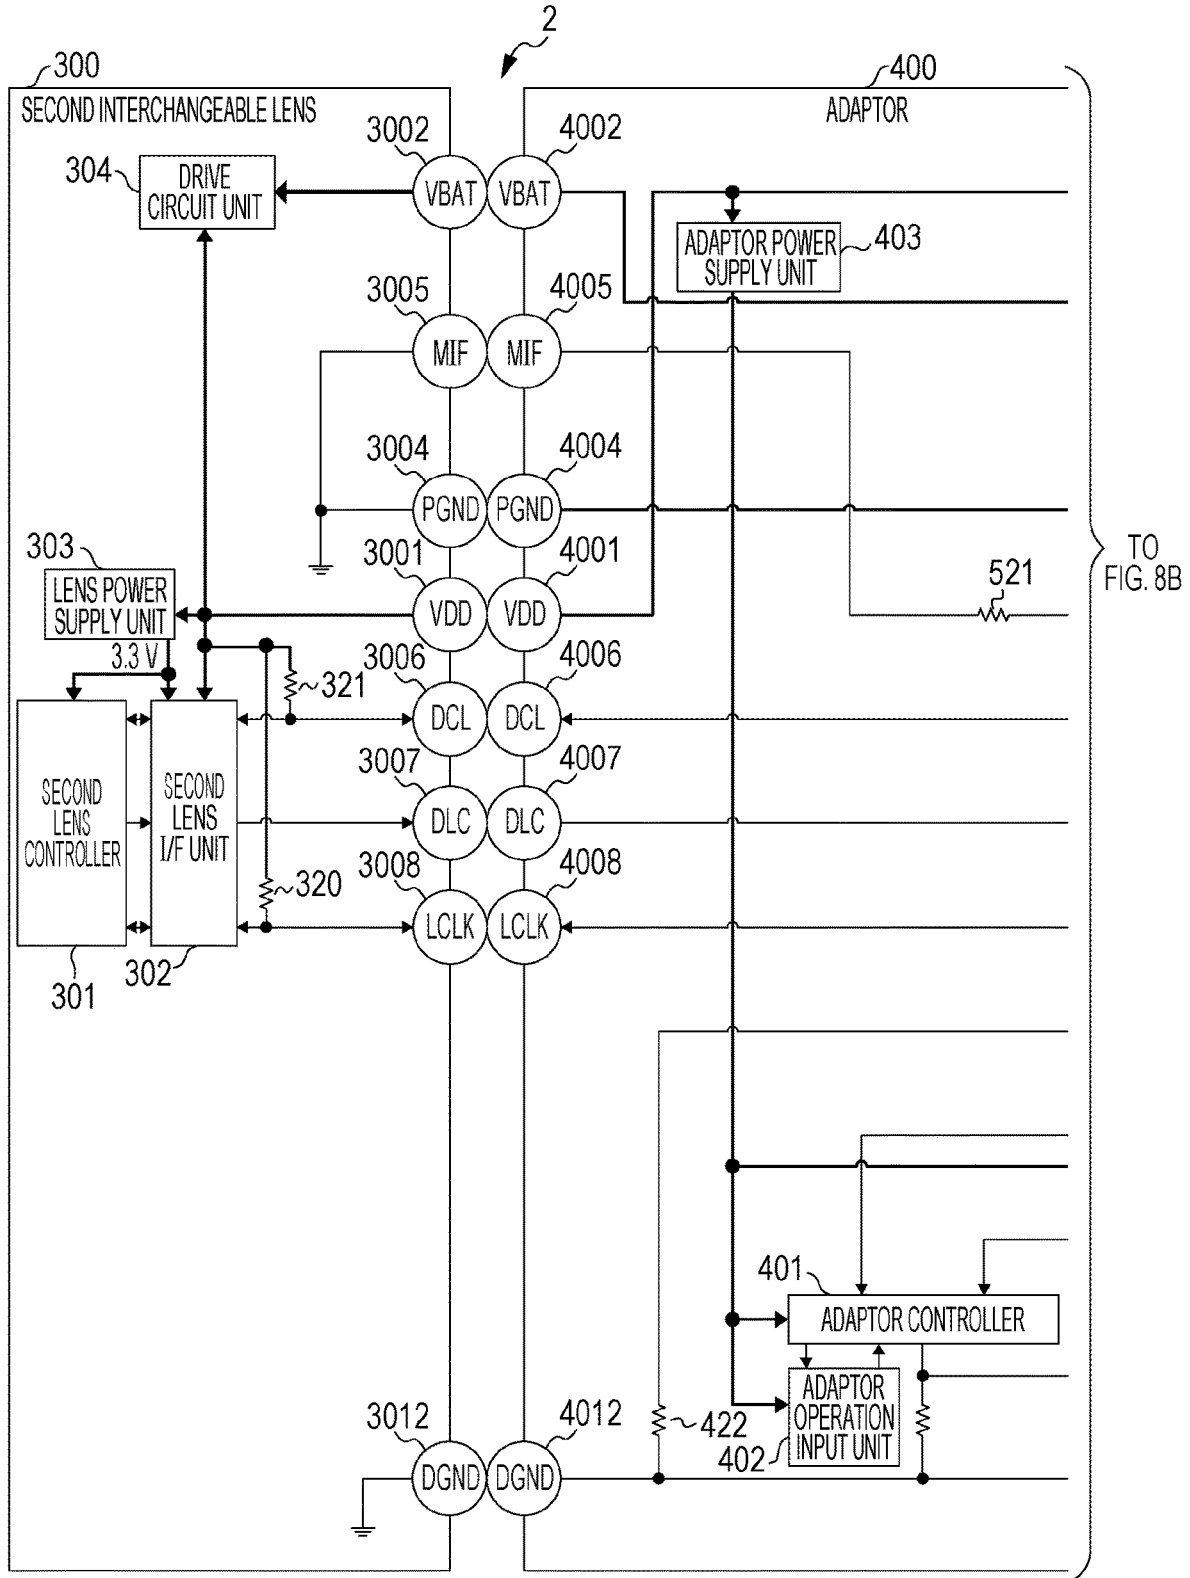 2
300
400
SECOND INTERCHANGEABLE LENS
ADAPTOR
3002
4002
304
DRIVE
CIRCUIT UNIT
VBAT
VBAT
ADAPTOR POWER
SUPPLY UNIT
403
3005
4005
MIF
MIF
3004
4004
PGND
PGND
303
LENS POWER
SUPPLY UNIT
3.3 V
3001
4001
VDD
VDD
521
TO
FIG. 8B
321
3006
4006
DCL
DCL
3007
4007
DLC
DLC
SECOND
LENS
CONTROLLER
SECOND
LENS
I/F UNIT
320
3008
4008
LCLK
LCLK
301
302
401
ADAPTOR CONTROLLER
ADAPTOR
OPERATION
INPUT UNIT
402
422
3012
4012
DGND
DGND